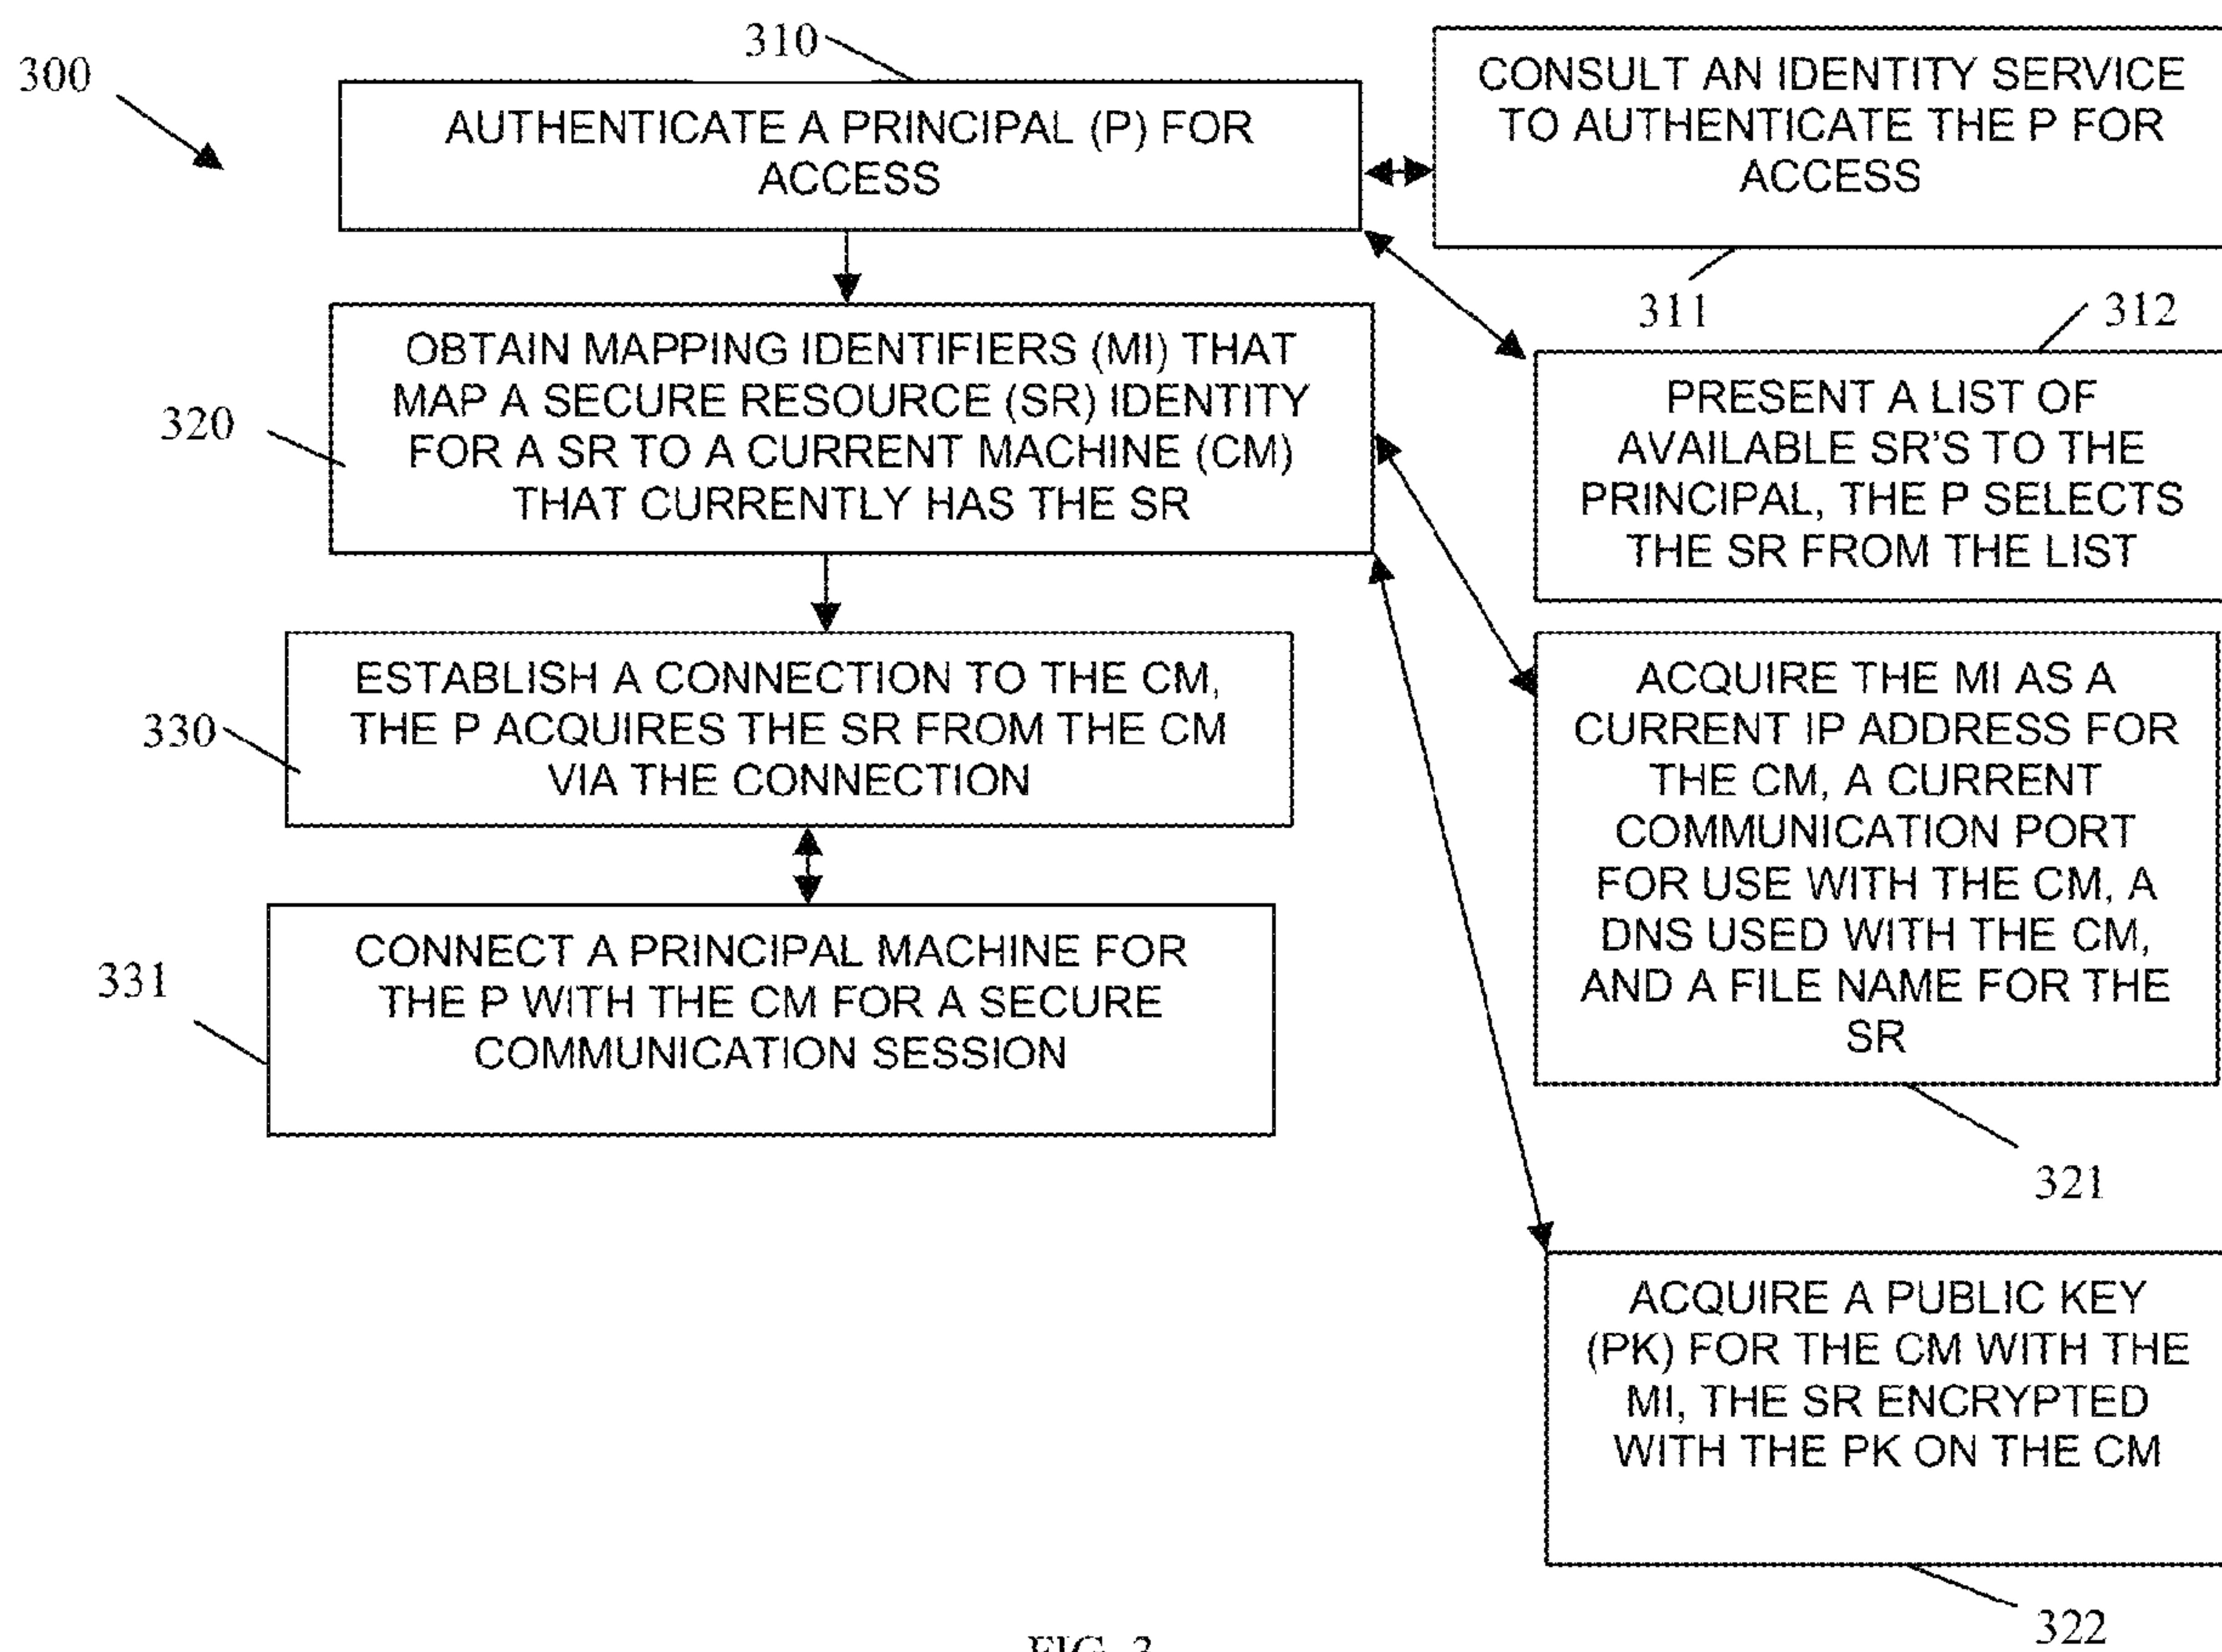 300
310
AUTHENTICATE A PRINCIPAL (P) FOR
ACCESS
CONSULT AN IDENTITY SERVICE
TO AUTHENTICATE THE P FOR
ACCESS
311
312
PRESENT A LIST OF
AVAILABLE SR'S TO THE
PRINCIPAL, THE P SELECTS
THE SR FROM THE LIST
320
OBTAIN MAPPING IDENTIFIERS (MI) THAT
MAP A SECURE RESOURCE (SR) IDENTITY
FOR A SR TO A CURRENT MACHINE (CM)
THAT CURRENTLY HAS THE SR
ACQUIRE THE MI AS A
CURRENT IP ADDRESS FOR
THE CM, A CURRENT
COMMUNICATION PORT
FOR USE WITH THE CM, A
DNS USED WITH THE CM,
AND A FILE NAME FOR THE
SR
321
330
ESTABLISH A CONNECTION TO THE CM,
THE P ACQUIRES THE SR FROM THE CM
VIA THE CONNECTION
331
CONNECT A PRINCIPAL MACHINE FOR
THE P WITH THE CM FOR A SECURE
COMMUNICATION SESSION
ACQUIRE A PUBLIC KEY
(PK) FOR THE CM WITH THE
MI, THE SR ENCRYPTED
WITH THE PK ON THE CM
322
FIG. 3